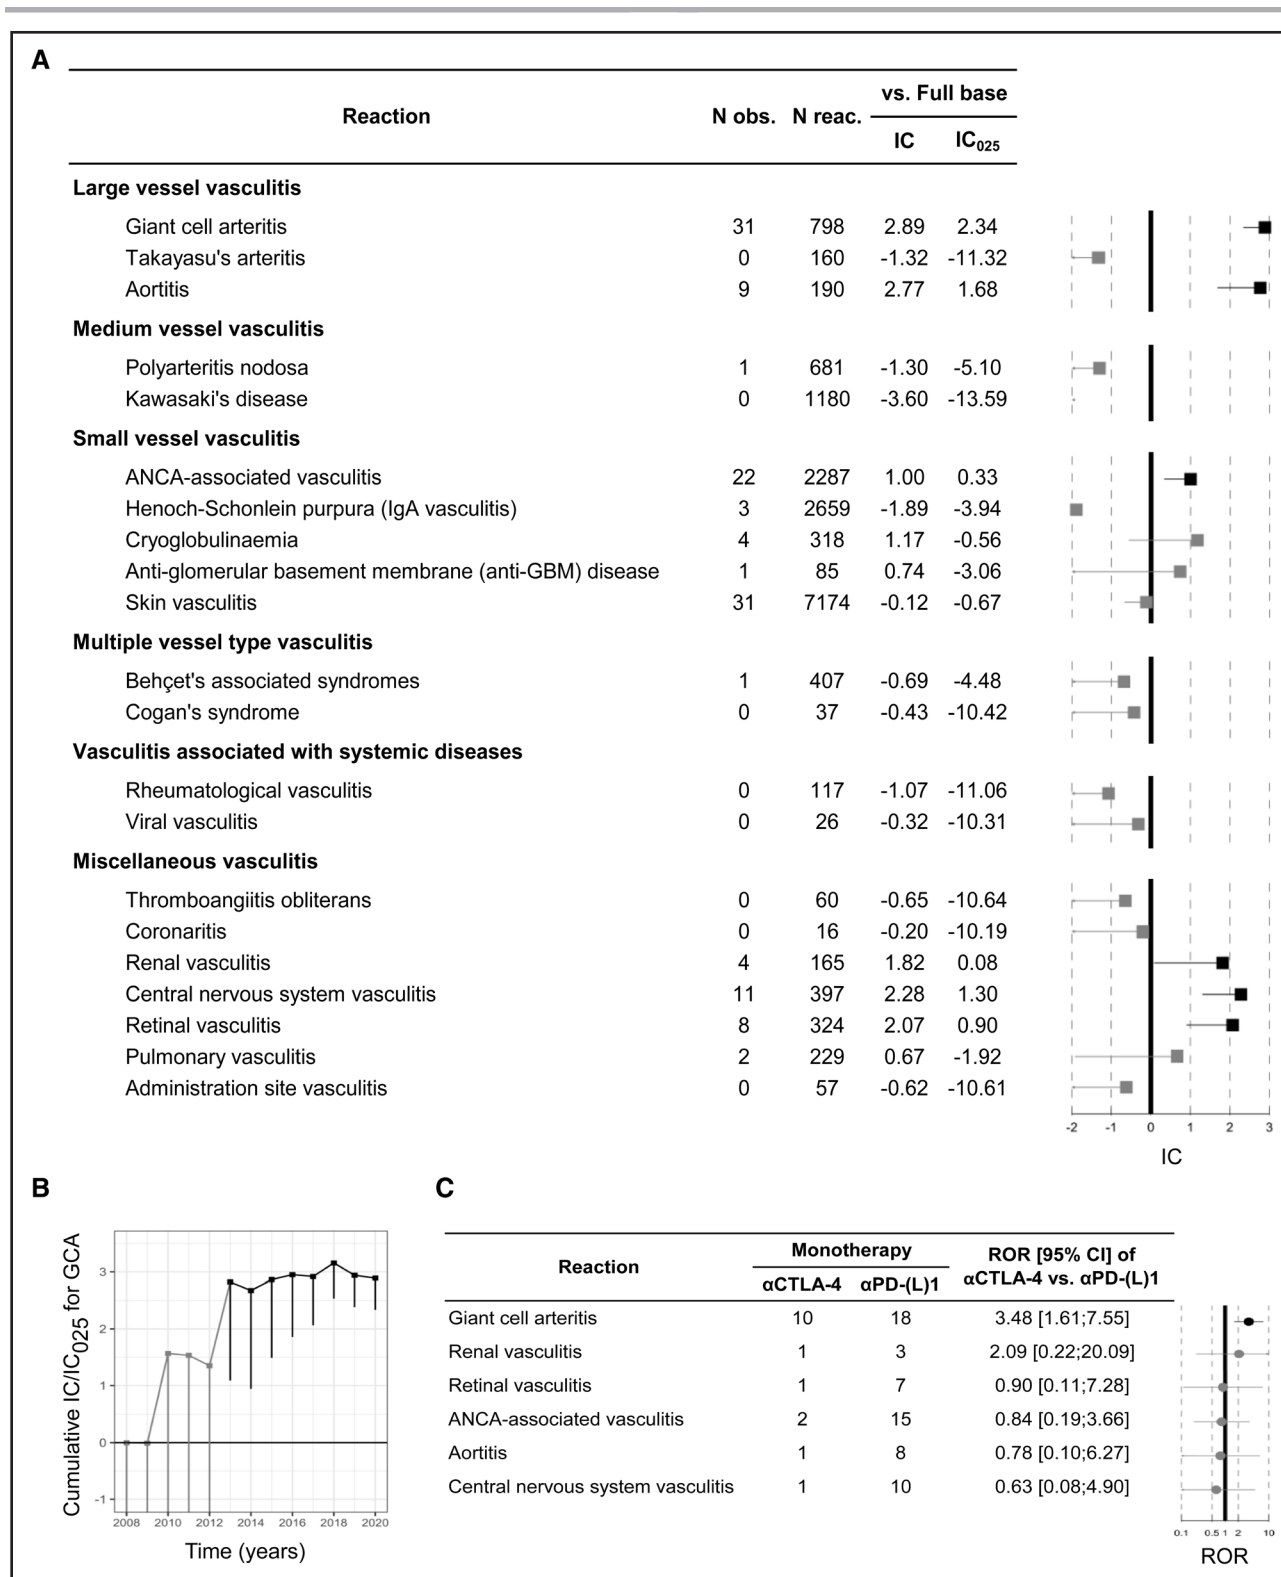 A
Reaction N obs. N reac. vs. Full base
IC IC025
Large vessel vasculitis
Giant cell arteritis 31 798 2.89 2.34
Takayasu's arteritis 0 160 -1.32 -11.32
Aortitis 9 190 2.77 1.68
Medium vessel vasculitis
Polyarteritis nodosa 1 681 -1.30 -5.10
Kawasaki's disease 0 1180 -3.60 -13.59
Small vessel vasculitis
ANCA-associated vasculitis 22 2287 1.00 0.33
Henoch-Schonlein purpura (IgA vasculitis) 3 2659 -1.89 -3.94
Cryoglobulinaemia 4 318 1.17 -0.56
Anti-glomerular basement membrane (anti-GBM) disease 1 85 0.74 -3.06
Skin vasculitis 31 7174 -0.12 -0.67
Multiple vessel type vasculitis
Behçet's associated syndromes 1 407 -0.69 -4.48
Cogan's syndrome 0 37 -0.43 -10.42
Vasculitis associated with systemic diseases
Rheumatological vasculitis 0 117 -1.07 -11.06
Viral vasculitis 0 26 -0.32 -10.31
Miscellaneous vasculitis
Thromboangiitis obliterans 0 60 -0.65 -10.64
Coronaritis 0 16 -0.20 -10.19
Renal vasculitis 4 165 1.82 0.08
Central nervous system vasculitis 11 397 2.28 1.30
Retinal vasculitis 8 324 2.07 0.90
Pulmonary vasculitis 2 229 0.67 -1.92
Administration site vasculitis 0 57 -0.62 -10.61
-2 -1 0 1 2 3
IC
B
Cumulative IC/IC025 for GCA
3
2
1
0
-1
2008 2010 2012 2014 2016 2018 2020
Time (years)
C
Reaction Monotherapy ROR [95% CI] of
αCTLA-4 αPD-(L)1 αCTLA-4 vs. αPD-(L)1
Giant cell arteritis 10 18 3.48 [1.61;7.55]
Renal vasculitis 1 3 2.09 [0.22;20.09]
Retinal vasculitis 1 7 0.90 [0.11;7.28]
ANCA-associated vasculitis 2 15 0.84 [0.19;3.66]
Aortitis 1 8 0.78 [0.10;6.27]
Central nervous system vasculitis 1 10 0.63 [0.08;4.90]
0.1 0.5 1 2 10
ROR